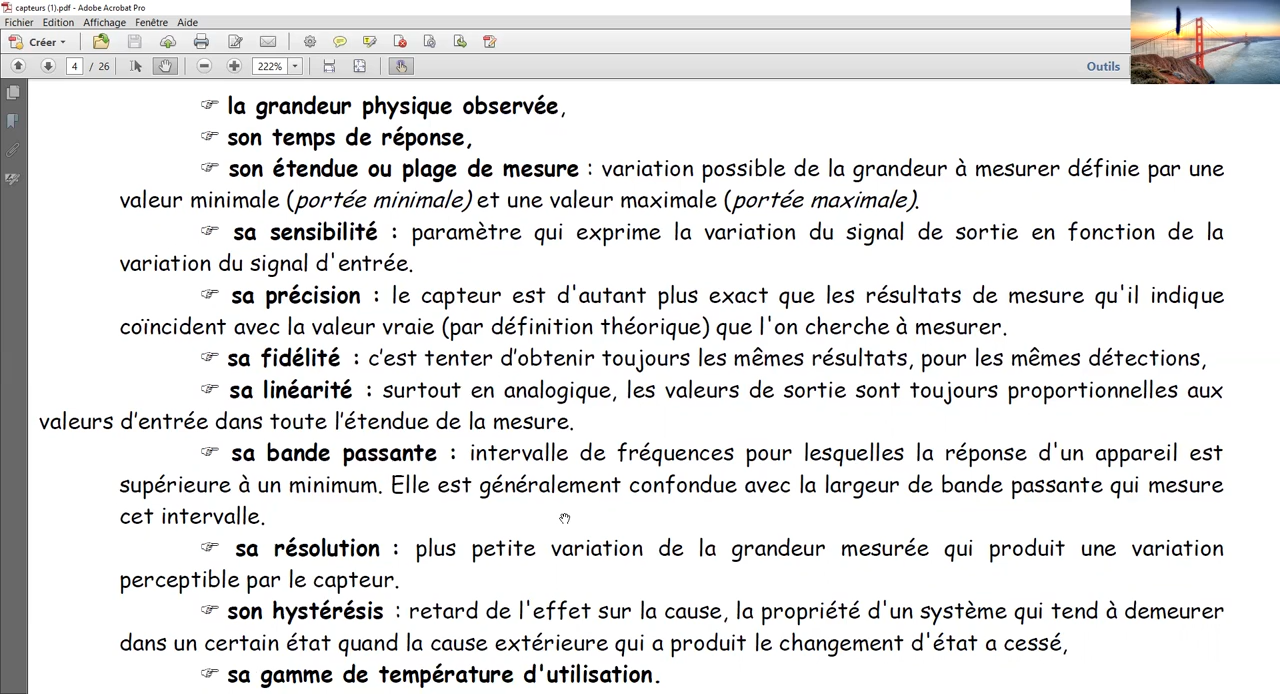 capteurs (1).pdf - Adobe Acrobat Pro
Fichier Edition Affichage Fenêtre Aide
Créer
4 / 26 222% Outils
la grandeur physique observée,
son temps de réponse,
son étendue ou plage de mesure : variation possible de la grandeur à mesurer définie par une
valeur minimale (portée minimale) et une valeur maximale (portée maximale).
sa sensibilité : paramètre qui exprime la variation du signal de sortie en fonction de la
variation du signal d'entrée.
sa précision : le capteur est d'autant plus exact que les résultats de mesure qu'il indique
coïncident avec la valeur vraie (par définition théorique) que l'on cherche à mesurer.
sa fidélité : c’est tenter d’obtenir toujours les mêmes résultats, pour les mêmes détections,
sa linéarité : surtout en analogique, les valeurs de sortie sont toujours proportionnelles aux
valeurs d’entrée dans toute l’étendue de la mesure.
sa bande passante : intervalle de fréquences pour lesquelles la réponse d'un appareil est
supérieure à un minimum. Elle est généralement confondue avec la largeur de bande passante qui mesure
cet intervalle.
sa résolution : plus petite variation de la grandeur mesurée qui produit une variation
perceptible par le capteur.
son hystérésis : retard de l'effet sur la cause, la propriété d'un système qui tend à demeurer
dans un certain état quand la cause extérieure qui a produit le changement d'état a cessé,
sa gamme de température d'utilisation.